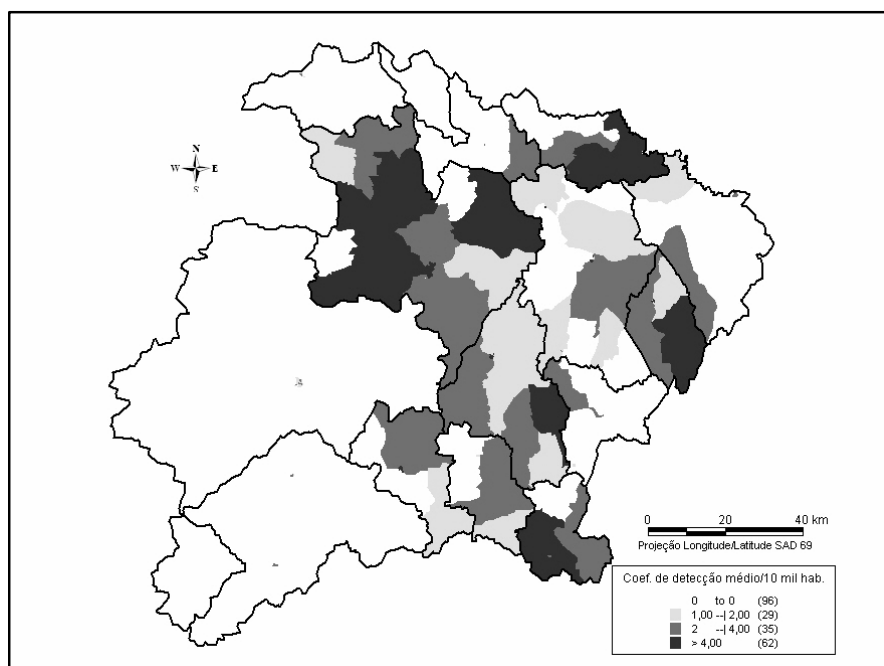 N
W E
S
0 20 40 km
Projeção Longitude/Latitude SAD 69
Coef. de detecção médio/10 mil hab.
0 to 0 (96)
1,00 --| 2,00 (29)
2 --| 4,00 (35)
> 4,00 (62)